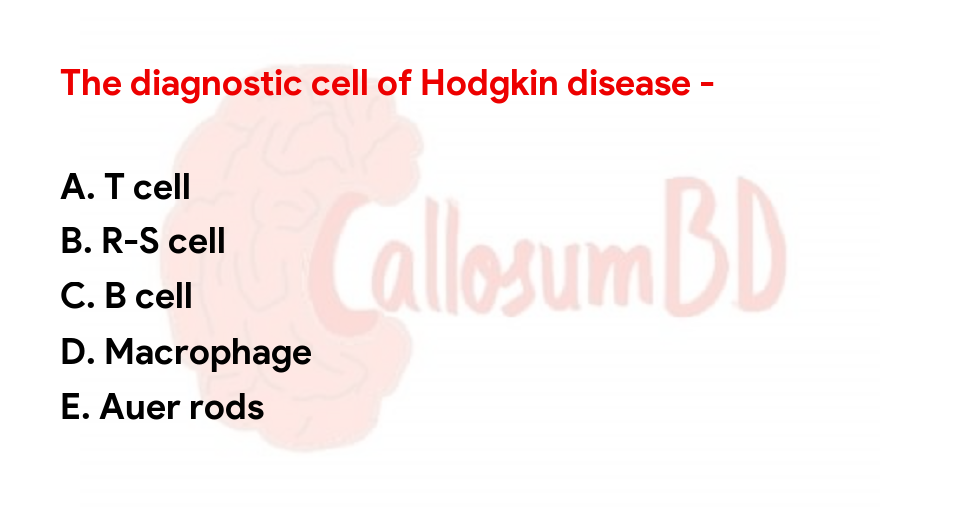 The diagnostic cell of Hodgkin disease -
A. T cell
B. R-S cell
C. B cell
D. Macrophage
E. Auer rods
CallosumBD